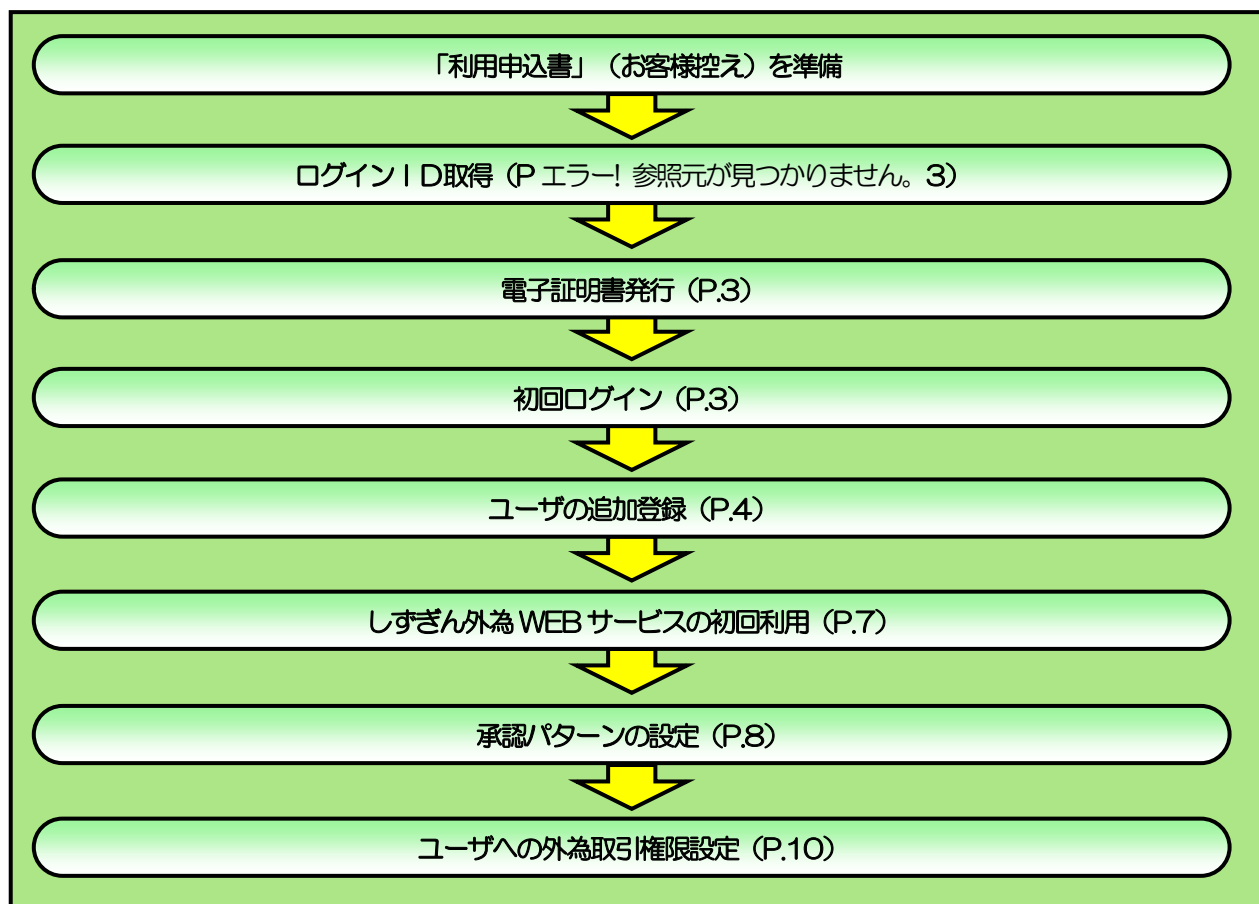 「利用申込書」（お客様控え）を準備
ログインＩＤ取得（P エラー! 参照元が見つかりません。3）
電子証明書発行（P.3）
初回ログイン（P.3）
ユーザの追加登録（P.4）
しずぎん外為 WEB サービスの初回利用（P.7）
承認パターンの設定（P.8）
ユーザへの外為取引権限設定（P.10）